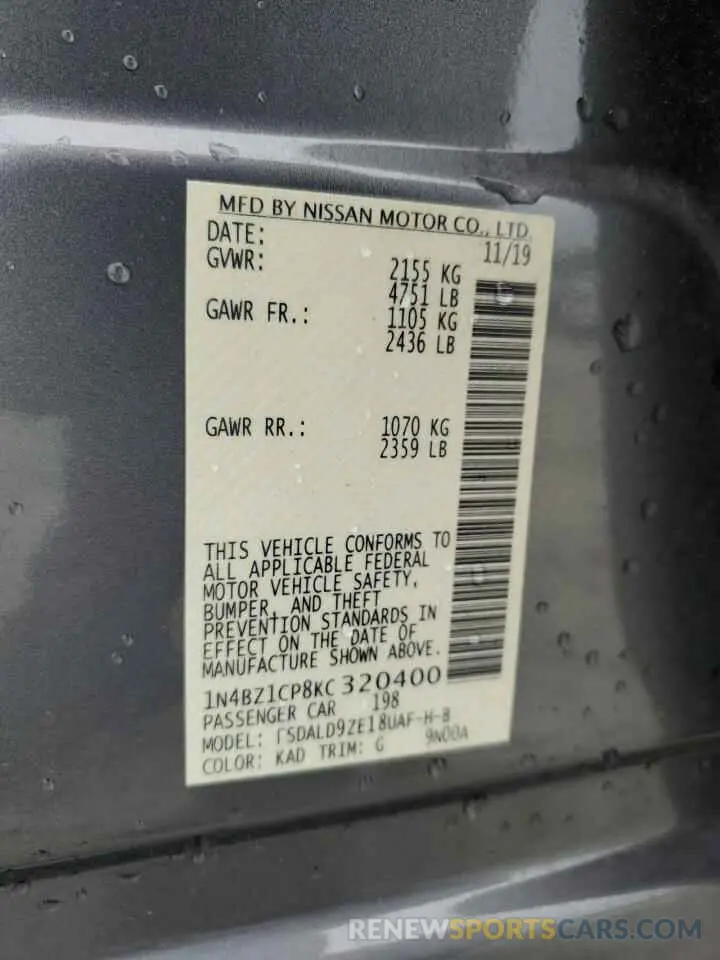 MFD BY NISSAN MOTOR CO., LTD.
DATE: 11/19
GVWR: 2155 KG
4751 LB
GAWR FR.: 1105 KG
2436 LB
GAWR RR.: 1070 KG
2359 LB
THIS VEHICLE CONFORMS TO
ALL APPLICABLE FEDERAL
MOTOR VEHICLE SAFETY,
BUMPER, AND THEFT
PREVENTION STANDARDS IN
EFFECT ON THE DATE OF
MANUFACTURE SHOWN ABOVE.
1N4BZ1CP8KC 320400
PASSENGER CAR 198
MODEL: FSDALD9ZE18UAF-H-B
COLOR: KAD TRIM: G 9N00A
RENEWSPORTSCARS.COM